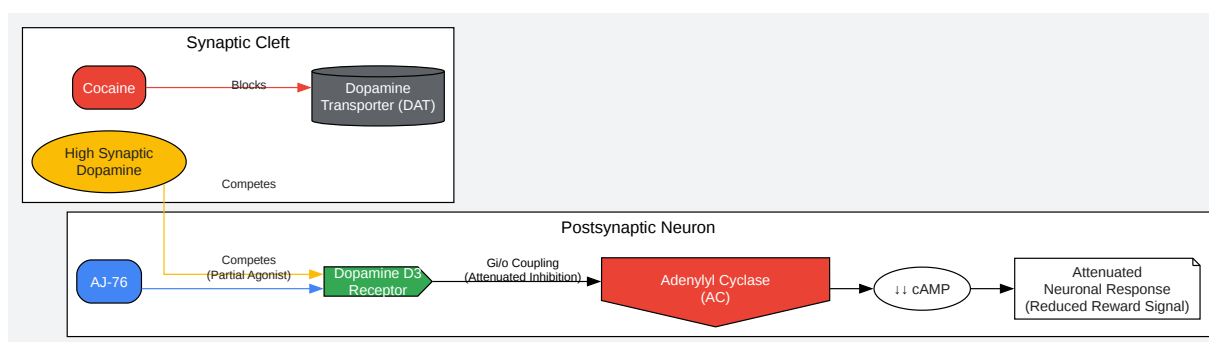 Synaptic Cleft
Cocaine
Blocks
Dopamine
Transporter (DAT)
High Synaptic
Dopamine
Competes
Postsynaptic Neuron
AJ-76
Competes
(Partial Agonist)
Dopamine D3
Receptor
Gi/o Coupling
(Attenuated Inhibition)
Adenylyl Cyclase
(AC)
↓↓ cAMP
Attenuated
Neuronal Response
(Reduced Reward Signal)